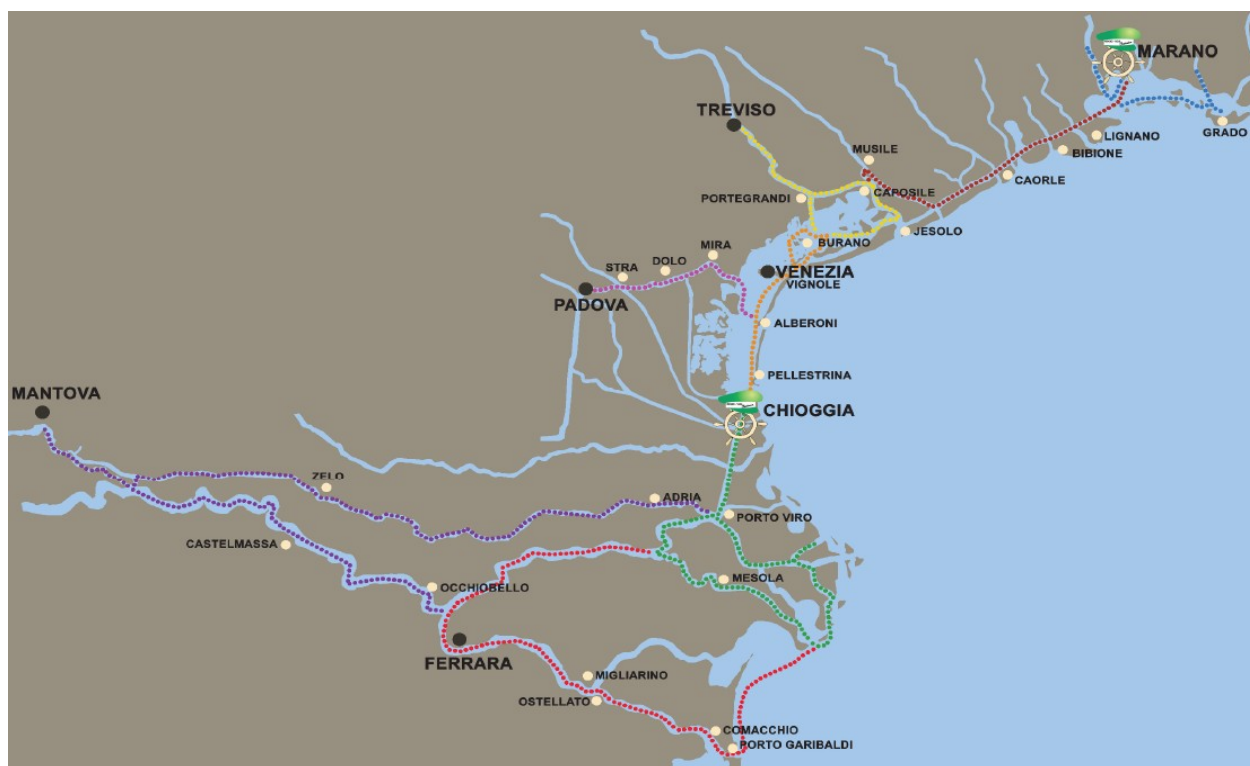 MARANO
TREVISO
GRADO
LIGNANO
MUSILE
BIBIONE
CAORLE
PORTEGRANDI
CAPOSILE
JESOLO
BURANO
MIRA
DOLO
STRA
VENEZIA
VIGNOLE
PADOVA
ALBERONI
PELLESTRINA
MANTOVA
CHIOGGIA
ZELO
ADRIA
PORTO VIRO
CASTELMASSA
MESOLA
OCCHIOBELLO
FERRARA
MIGLIARINO
OSTELLATO
COMACCHIO
PORTO GARIBALDI